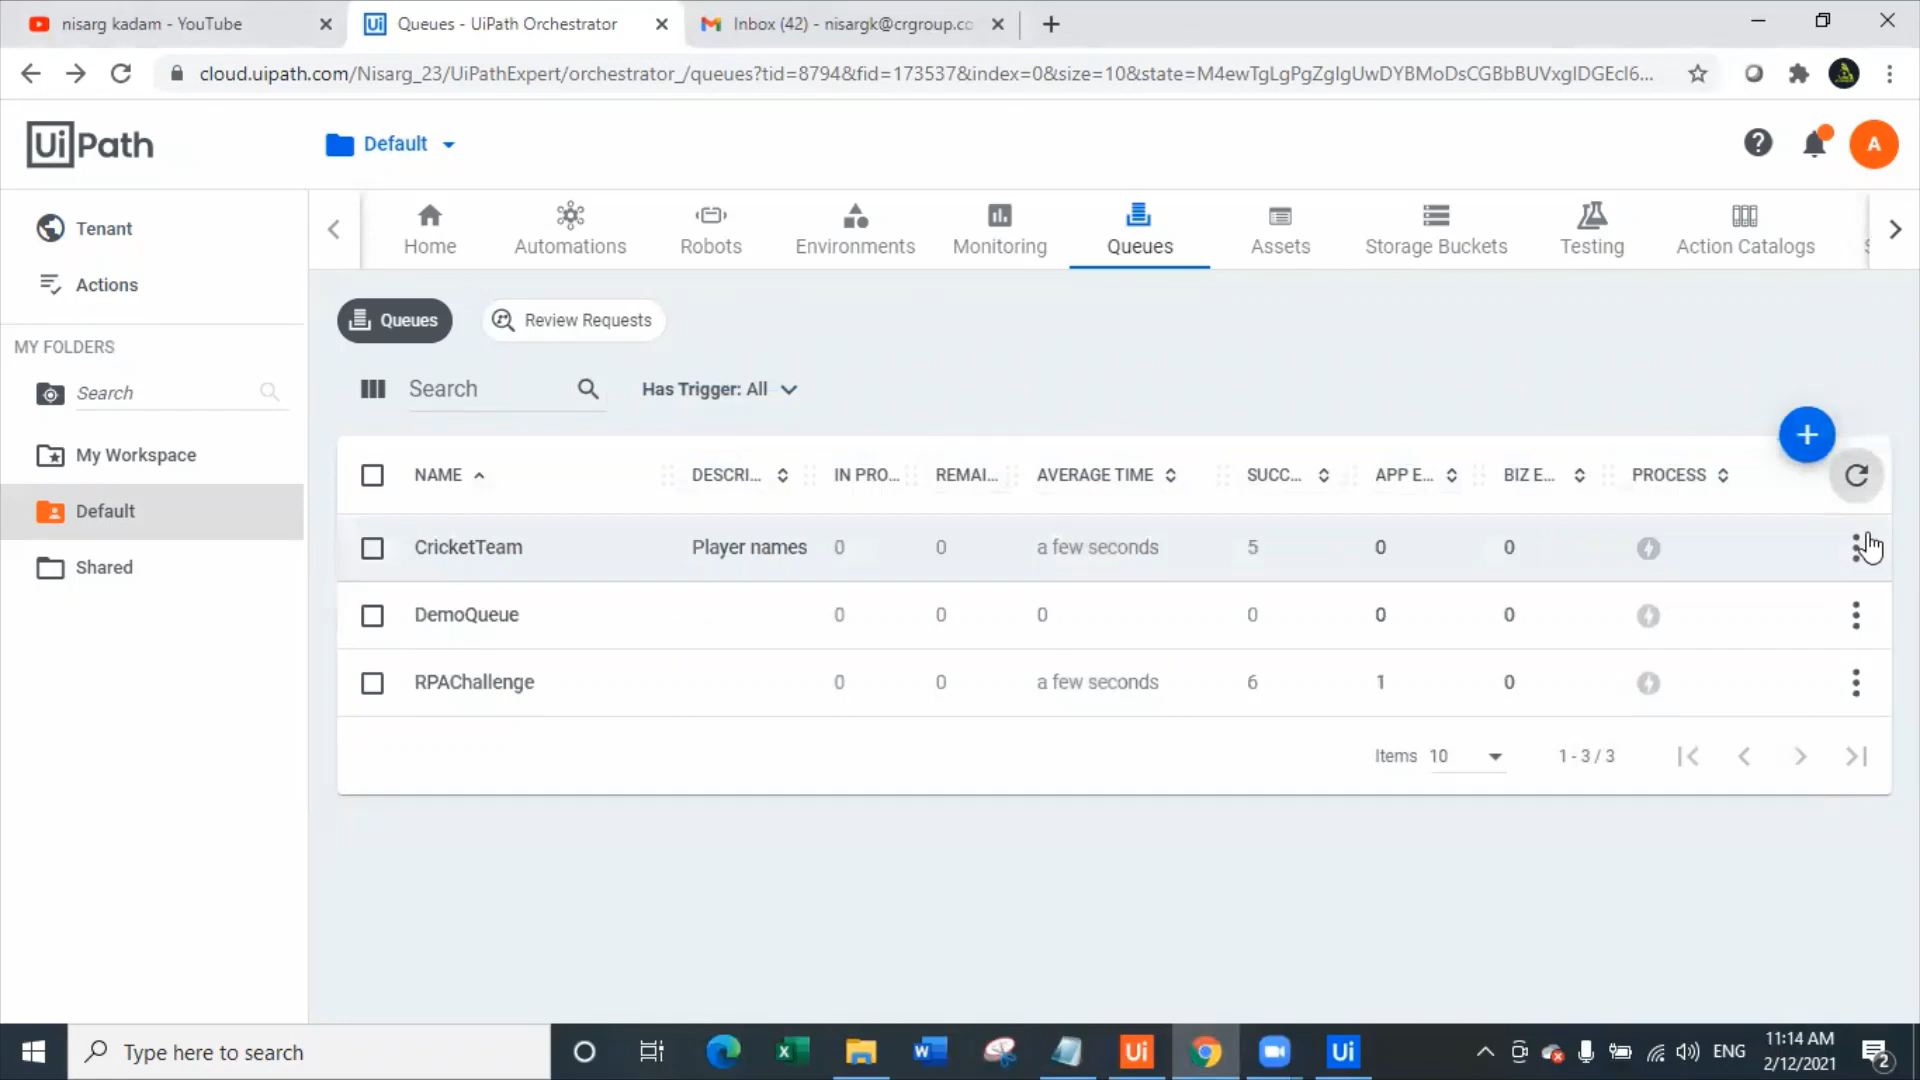 nisarg kadam - YouTube
Queues - UiPath Orchestrator
Inbox (42) - nisargk@crgroup.cc
cloud.uipath.com/Nisarg_23/UiPathExpert/orchestrator_/queues?tid=8794&fid=173537&index=0&size=10&state=M4ewTgLgPgZgIgUwDYBMoDsCGBbBUVxgIDGEcI6...
UiPath
Default
A
Tenant
Actions
MY FOLDERS
Search
My Workspace
Default
Shared
Home
Automations
Robots
Environments
Monitoring
Queues
Assets
Storage Buckets
Testing
Action Catalogs
Queues
Review Requests
Search
Has Trigger: All
NAME DESCRI... IN PRO... REMAI... AVERAGE TIME SUCC... APP E... BIZ E... PROCESS
CricketTeam Player names 0 0 a few seconds 5 0 0
DemoQueue 0 0 0 0 0 0
RPAChallenge 0 0 a few seconds 6 1 0
Items 10 1 - 3 / 3
Type here to search
Ui
Ui
ENG
11:14 AM
2/12/2021
2